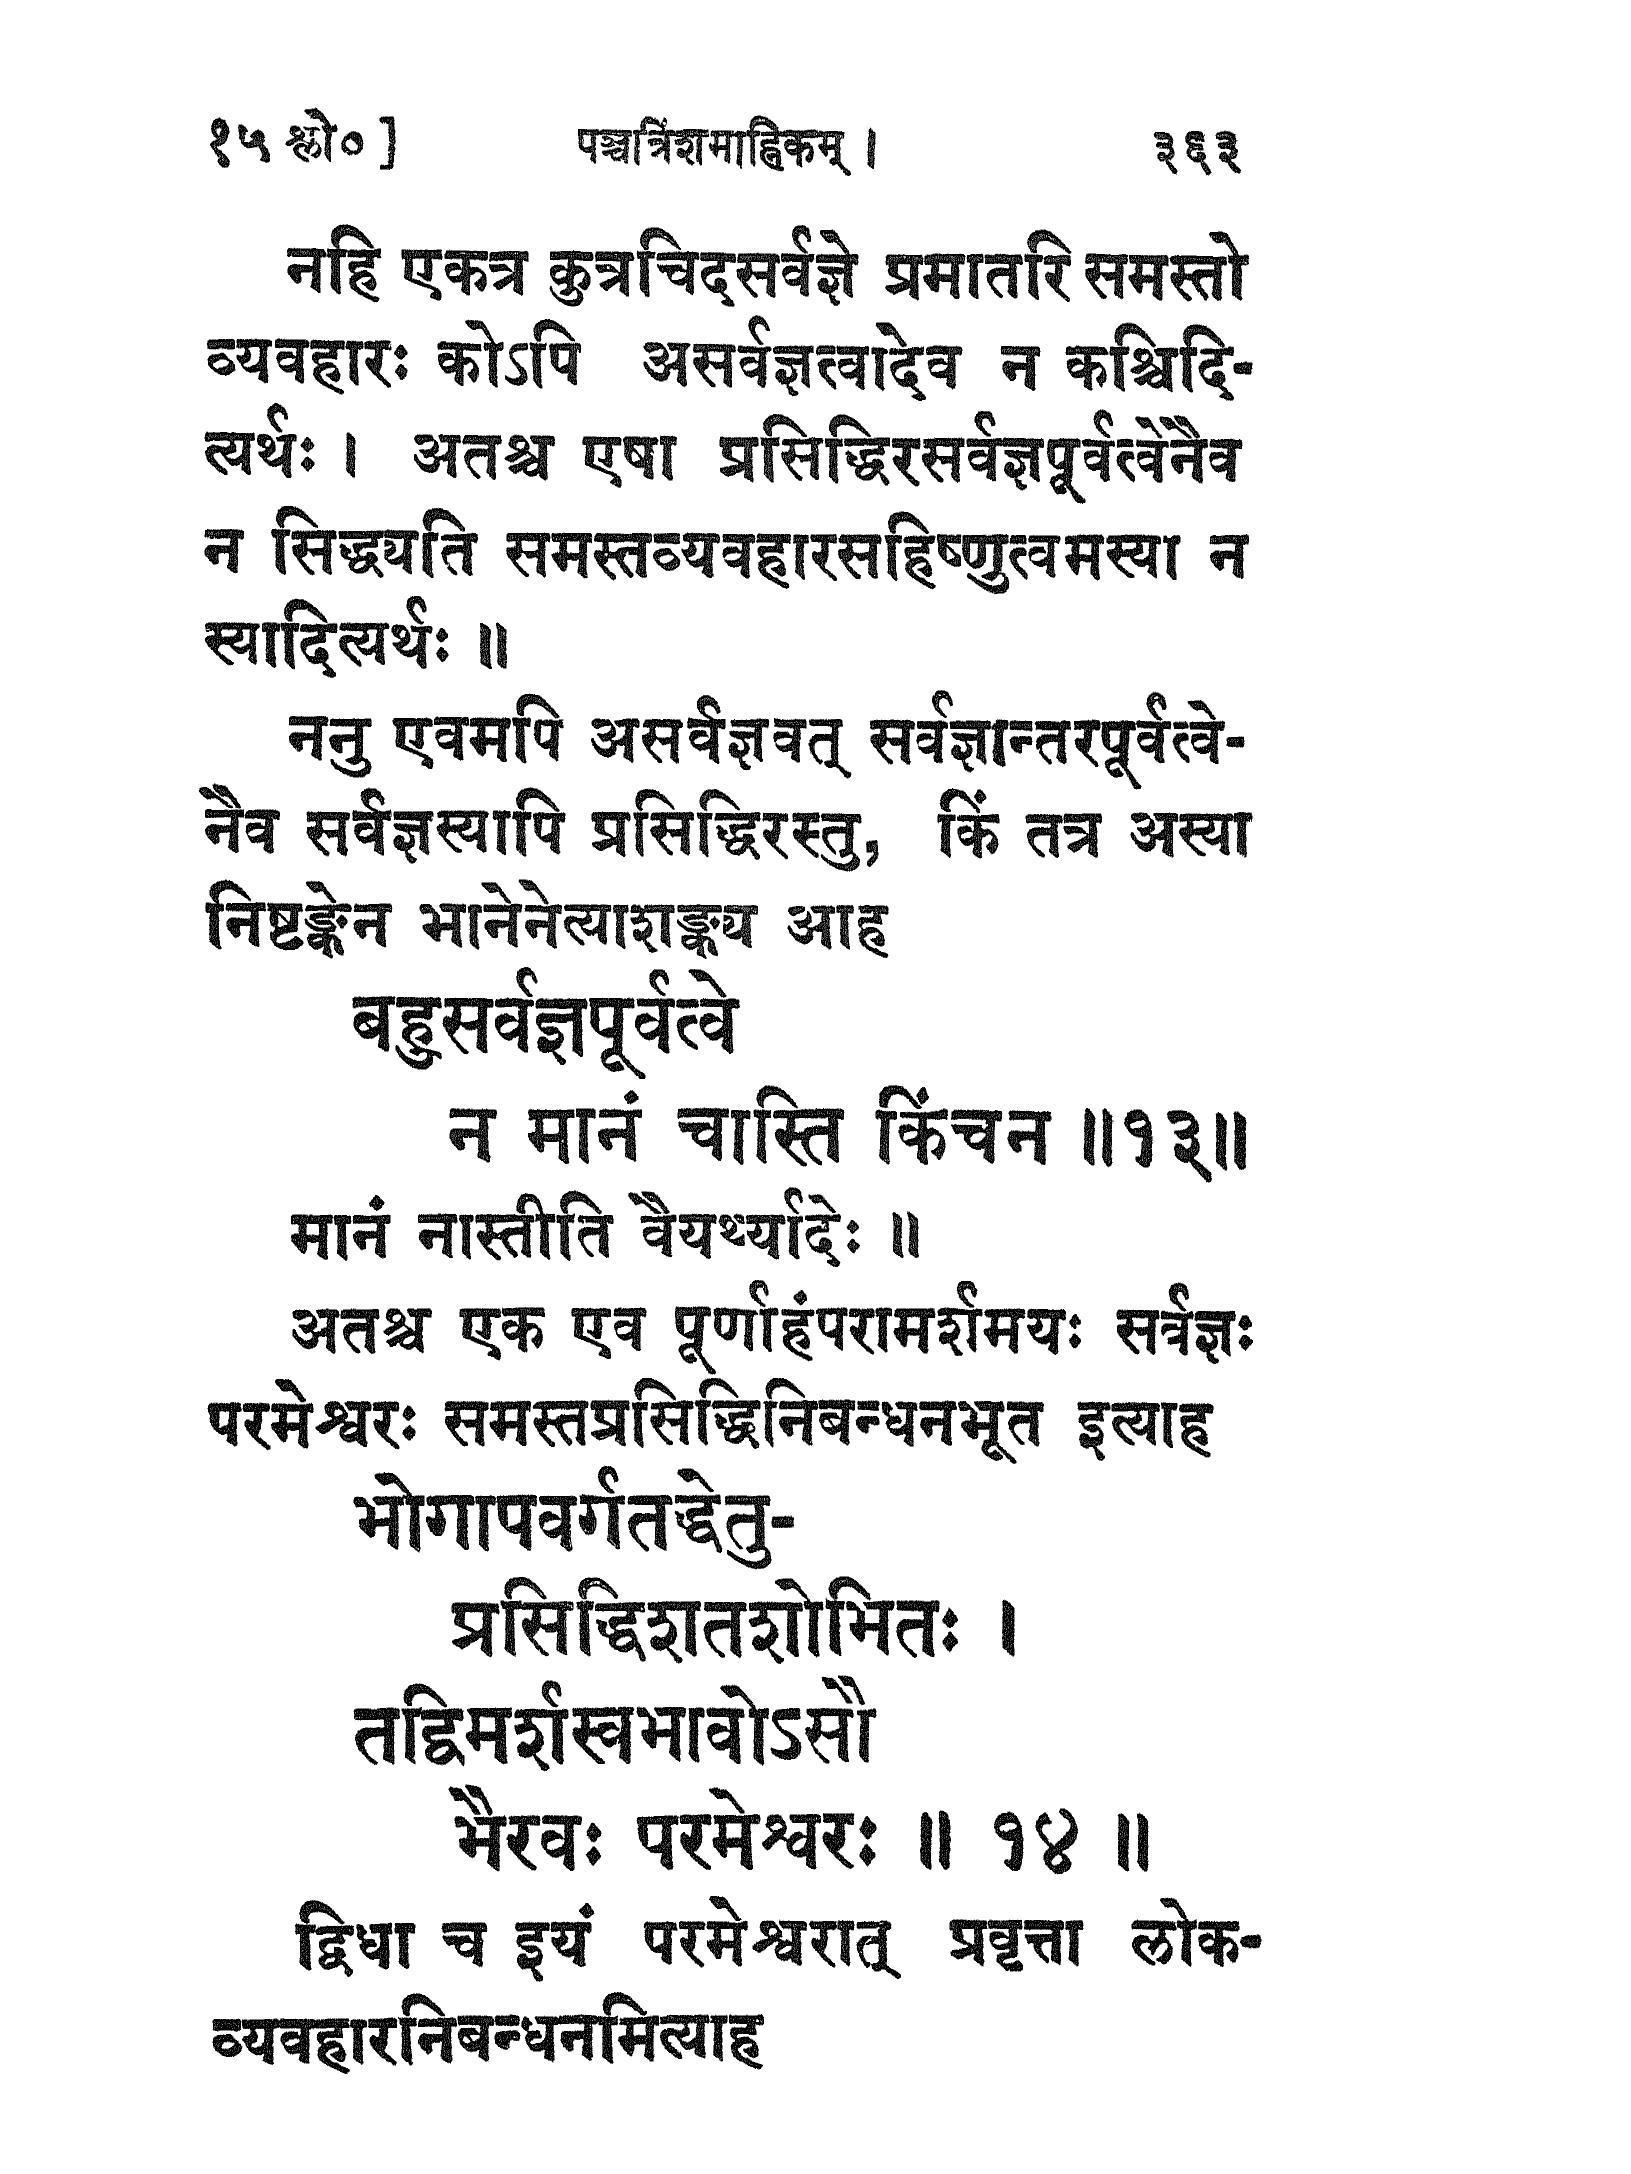 १५ श्लो० ] पञ्चत्रिंशमाह्निकम् । ३६३
नहि एकत्र कुत्रचिदसर्वज्ञे प्रमातरि समस्तो
व्यवहारः कोऽपि असर्वज्ञत्वादेव न कश्चिदि-
त्यर्थः । अतश्च एषा प्रसिद्धिरसर्वज्ञपूर्वत्वेनैव
न सिद्ध्यति समस्तव्यवहारसहिष्णुत्वमस्या न
स्यादित्यर्थः ॥
ननु एवमपि असर्वज्ञवत् सर्वज्ञान्तरपूर्वत्वे-
नैव सर्वज्ञस्यापि प्रसिद्धिरस्तु, किं तत्र अस्या
निष्टङ्केन भानेनेत्याशङ्क्य आह
बहुसर्वज्ञपूर्वत्वे
न मानं चास्ति किंचन ॥१३॥
मानं नास्तीति वैयर्थ्यादेः ॥
अतश्च एक एव पूर्णाहंपरामर्शमयः सर्वज्ञः
परमेश्वरः समस्तप्रसिद्धिनिबन्धनभूत इत्याह
भोगापवर्गतद्धेतु-
प्रसिद्धिशतशोभितः ।
तद्विमर्शस्वभावोऽसौ
भैरवः परमेश्वरः ॥ १४ ॥
द्विधा च इयं परमेश्वरात् प्रवृत्ता लोक-
व्यवहारनिबन्धनमित्याह